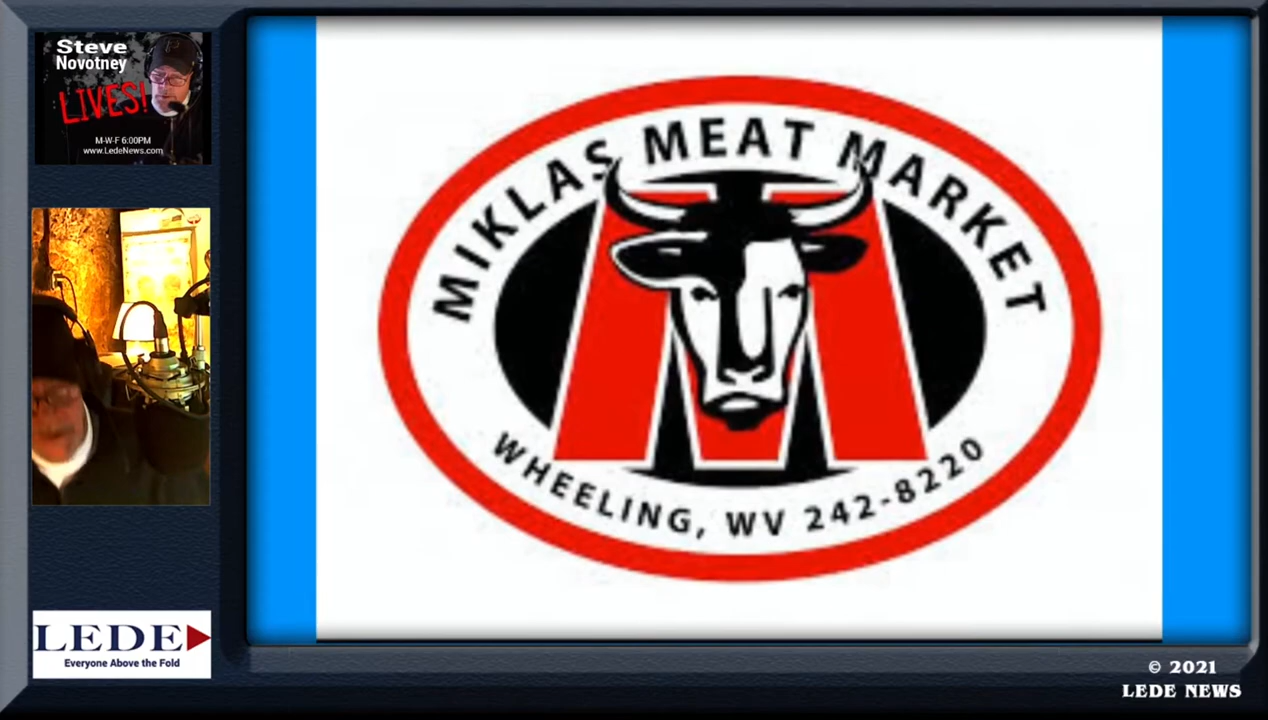 Steve
Novotney
LIVES!
M-W-F 6:00PM
www.LedeNews.com
MIKLAS MEAT MARKET
WHEELING, WV 242-8220
LEDE
Everyone Above the Fold
© 2021
LEDE NEWS